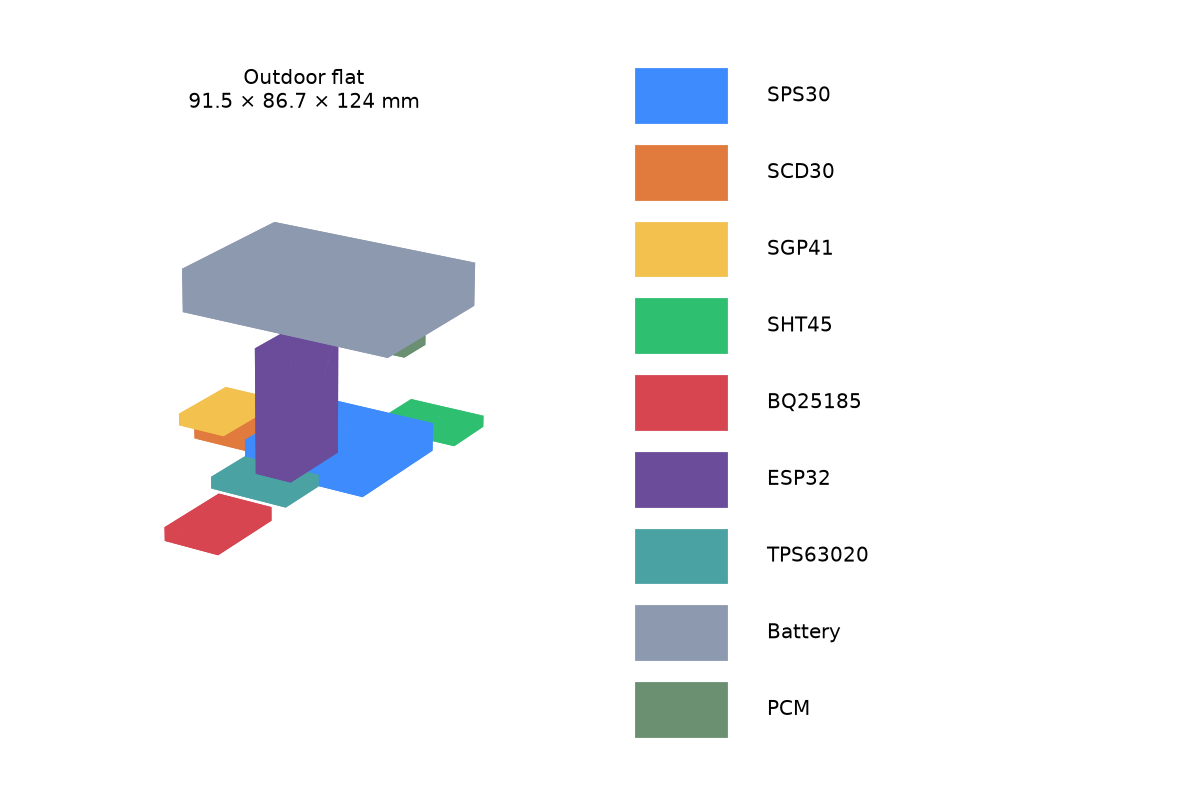 Outdoor flat
91.5 × 86.7 × 124 mm
SPS30
SCD30
SGP41
SHT45
BQ25185
ESP32
TPS63020
Battery
PCM